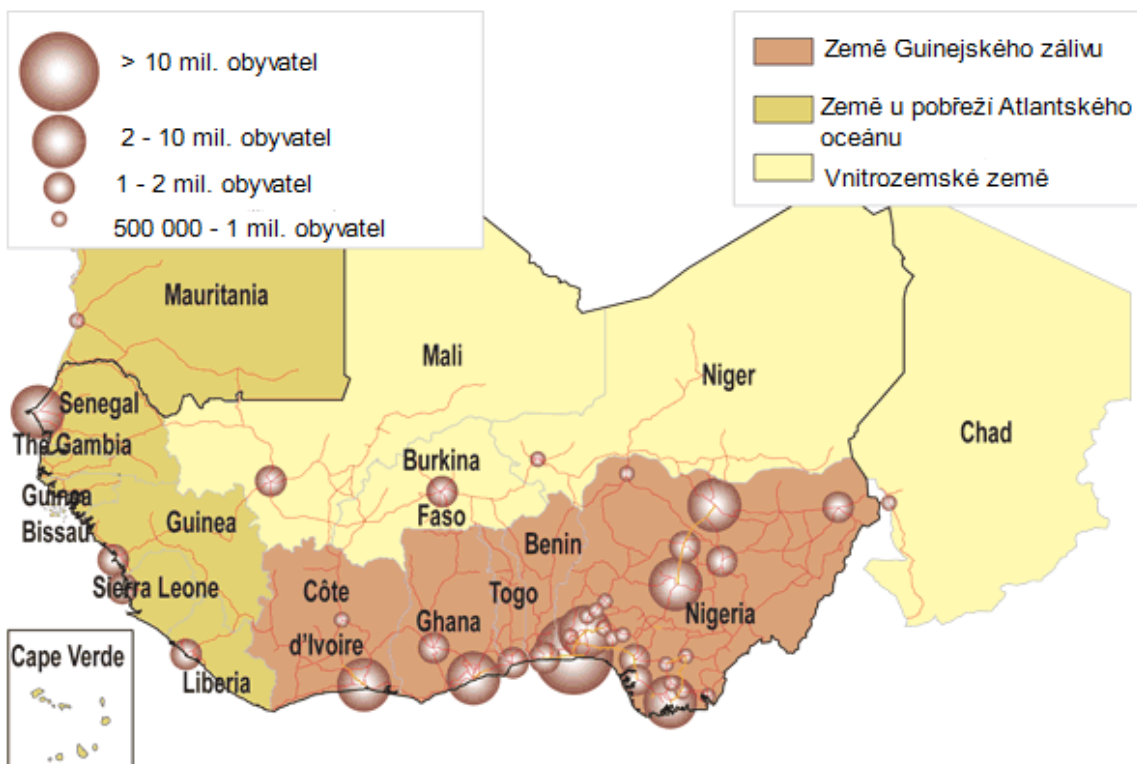 > 10 mil. obyvatel
2 - 10 mil. obyvatel
1 - 2 mil. obyvatel
500 000 - 1 mil. obyvatel
Země Guinejského zálivu
Země u pobřeží Atlantského
oceánu
Vnitrozemské země
Mauritania
Mali
Niger
Chad
Senegal
The Gambia
Guinea
Bissau
Guinea
Burkina
Faso
Benin
Sierra Leone
Côte
d'Ivoire
Ghana
Togo
Nigeria
Liberia
Cape Verde